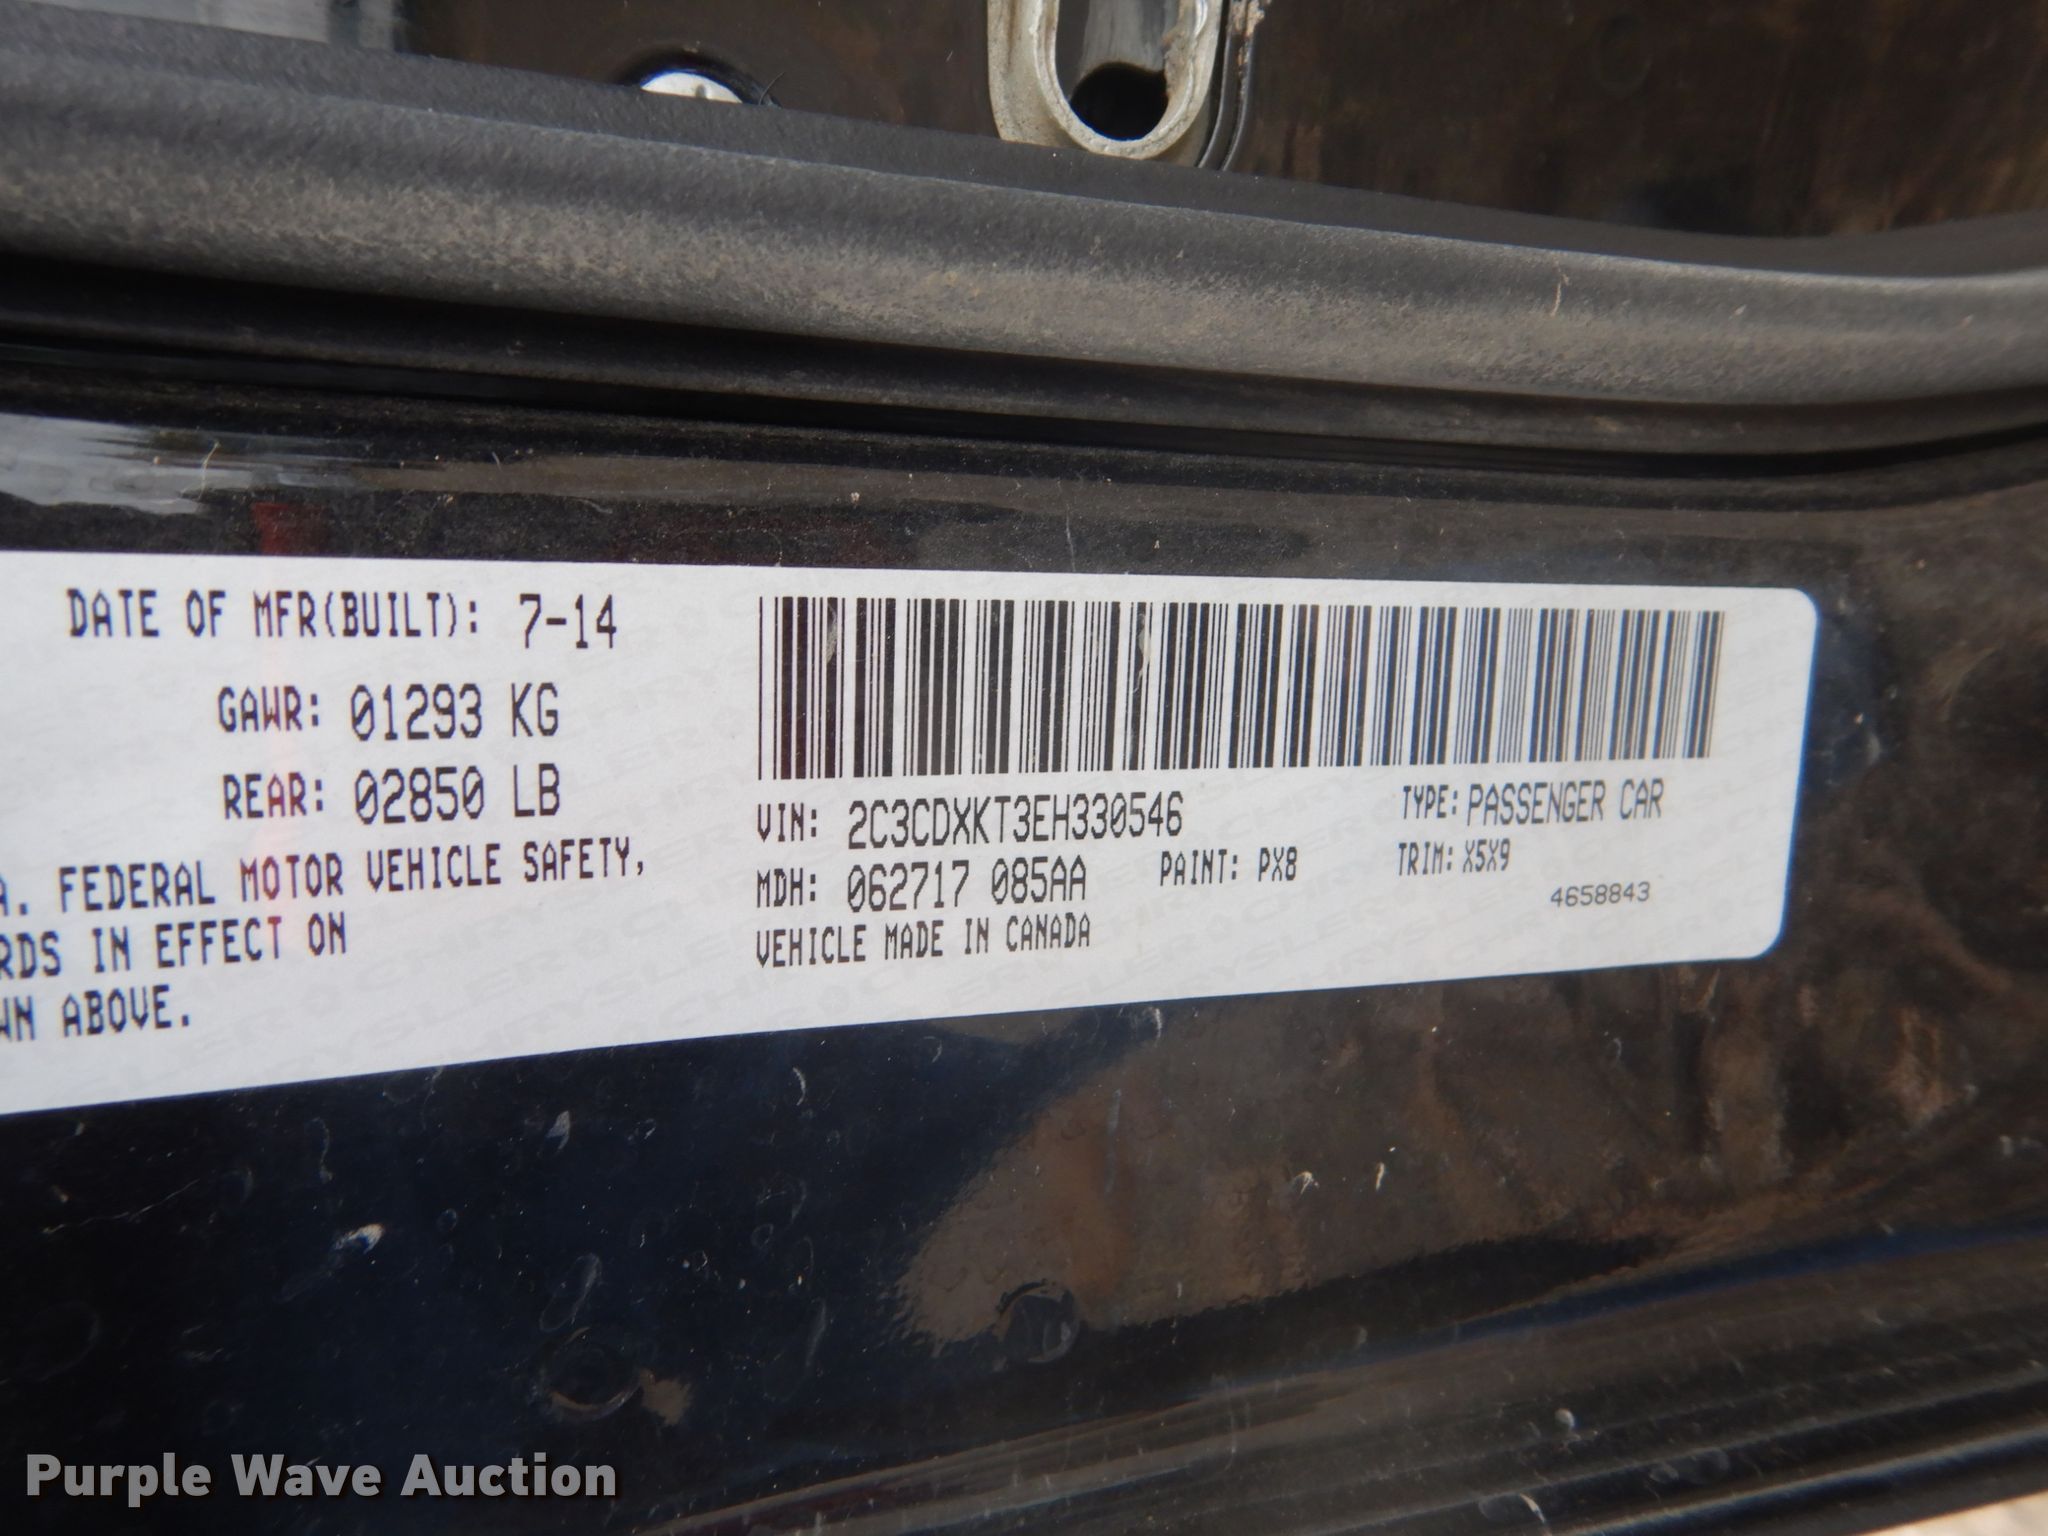 DATE OF MFR(BUILT): 7-14
GAWR: 01293 KG
REAR: 02850 LB
FEDERAL MOTOR VEHICLE SAFETY,
IN EFFECT ON
ABOVE.
VIN: 2C3CDXKT3EH330546
TYPE: PASSENGER CAR
MDH: 062717 085AA
PAINT: PX8
TRIM: X5X9
VEHICLE MADE IN CANADA
4658843
Purple Wave Auction